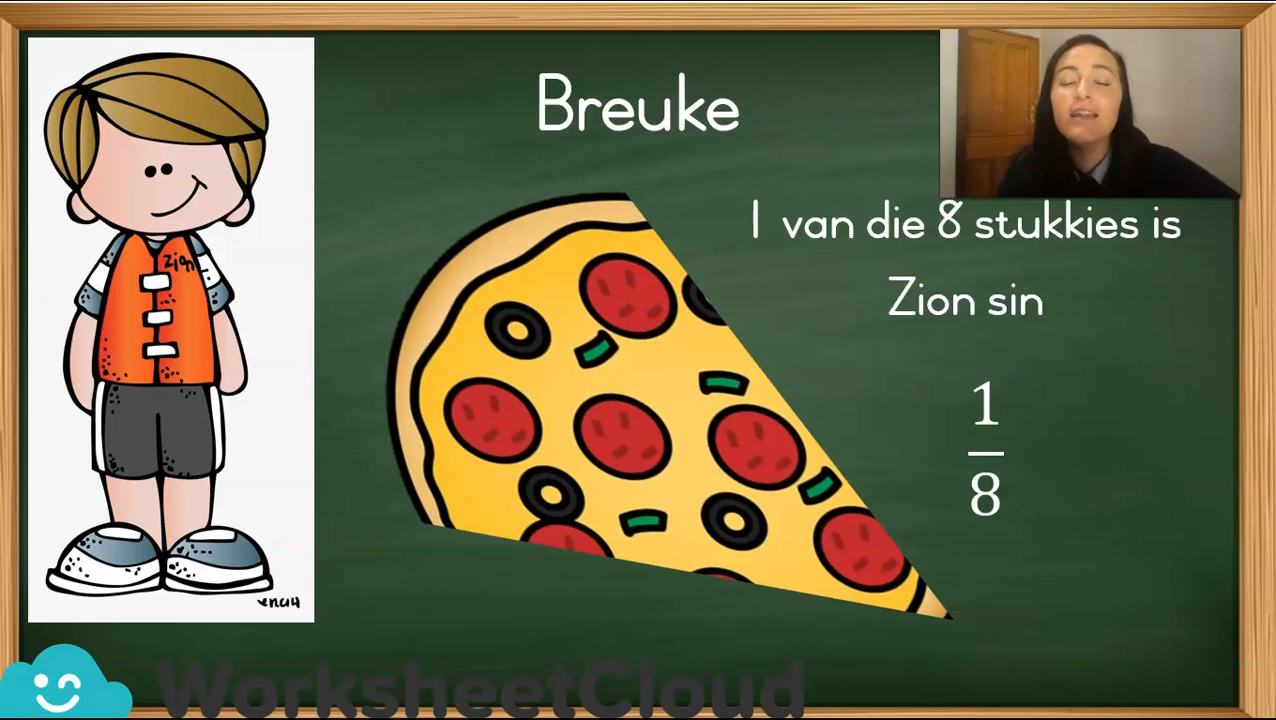 Breuke
1 van die 8 stukkies is
Zion sin
1
8
zion
WorksheetCloud